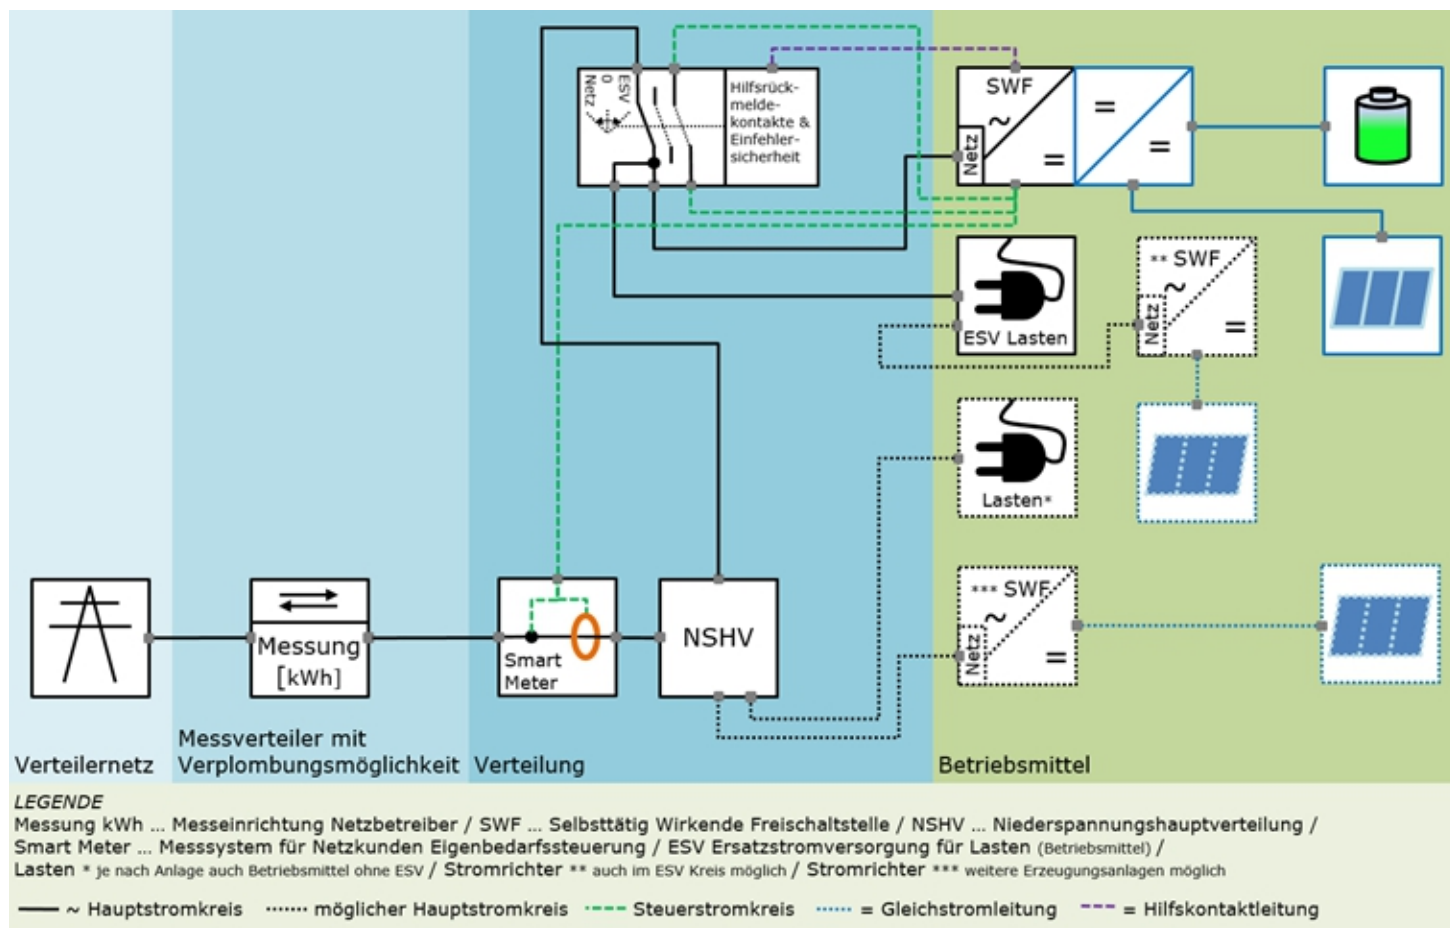 Netz
0
ESV
Hilfsrück-
melde-
kontakte &
Einfehler-
sicherheit
SWF
~
=
Netz
=
=
** SWF
~
=
Netz
ESV Lasten
Lasten*
*** SWF
~
=
Netz
Messung
[kWh]
Smart
Meter
NSHV
Verteilernetz
Messverteiler mit
Verplombungsmöglichkeit
Verteilung
Betriebsmittel
LEGENDE
Messung kWh ... Messeinrichtung Netzbetreiber / SWF ... Selbsttätig Wirkende Freischaltstelle / NSHV ... Niederspannungshauptverteilung /
Smart Meter ... Messsystem für Netzkunden Eigenbedarfssteuerung / ESV Ersatzstromversorgung für Lasten (Betriebsmittel) /
Lasten * je nach Anlage auch Betriebsmittel ohne ESV / Stromrichter ** auch im ESV Kreis möglich / Stromrichter *** weitere Erzeugungsanlagen möglich
~ Hauptstromkreis möglicher Hauptstromkreis Steuerstromkreis = Gleichstromleitung = Hilfskontaktleitung